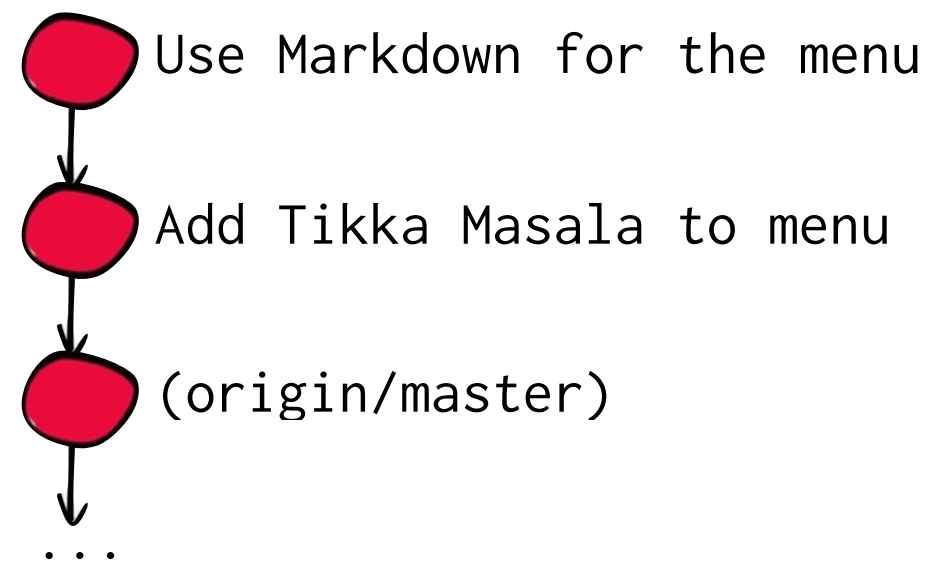 Use Markdown for the menu
Add Tikka Masala to menu
(origin/master)
...